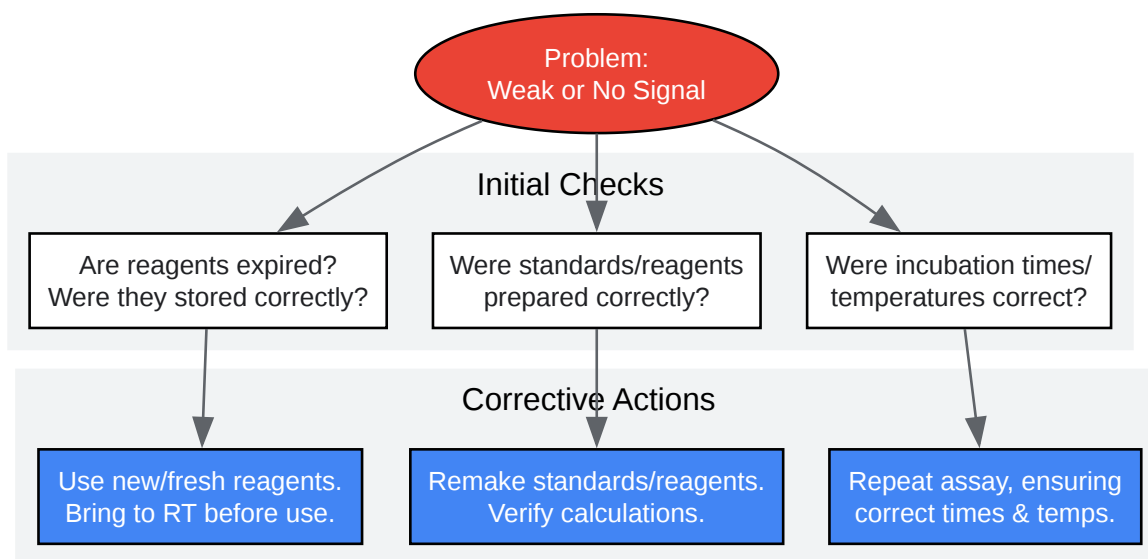 Problem:
Weak or No Signal
Initial Checks
Are reagents expired?
Were they stored correctly?
Were standards/reagents
prepared correctly?
Were incubation times/
temperatures correct?
Corrective Actions
Use new/fresh reagents.
Bring to RT before use.
Remake standards/reagents.
Verify calculations.
Repeat assay, ensuring
correct times & temps.